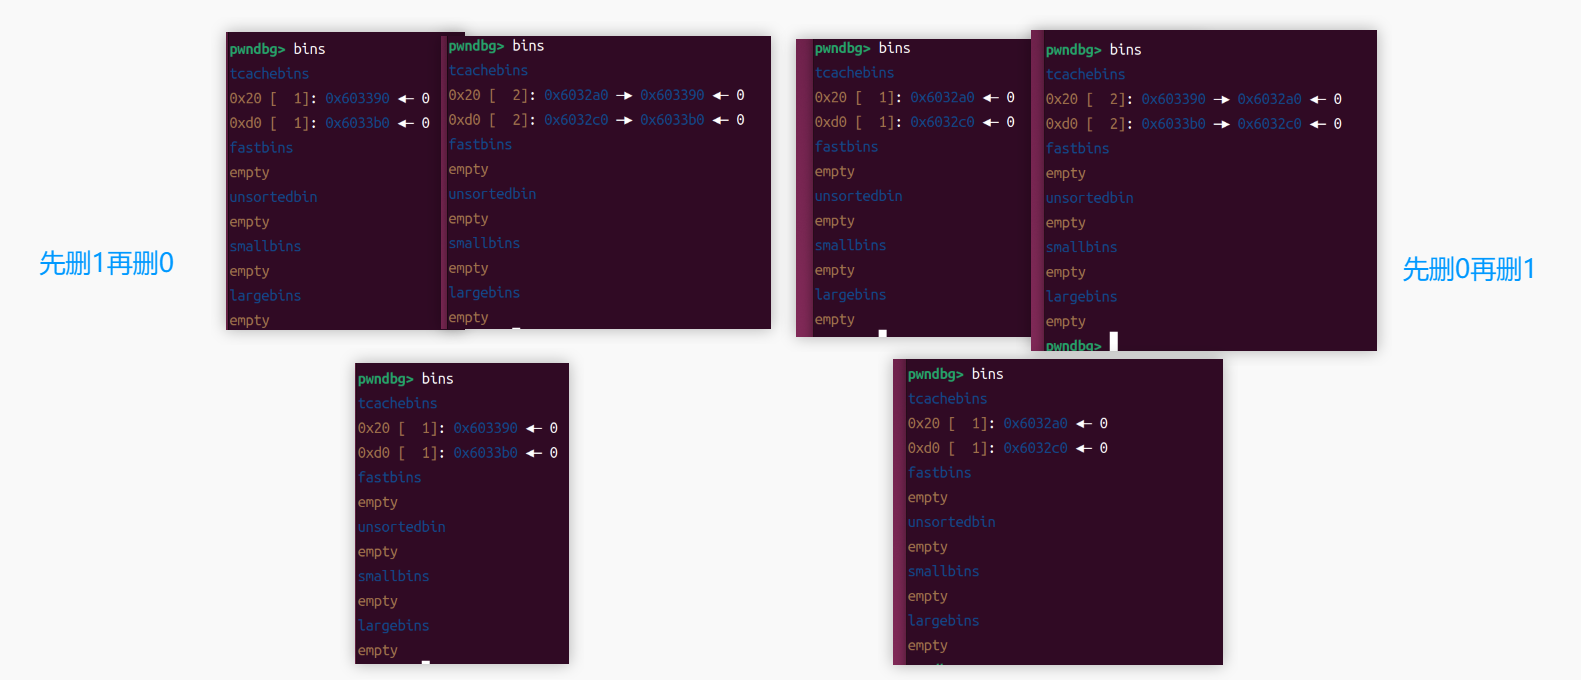 先删1再删0
pwndbg> bins
tcachebins
0x20 [  1]: 0x603390 ◂— 0
0xd0 [  1]: 0x6033b0 ◂— 0
fastbins
empty
unsortedbin
empty
smallbins
empty
largebins
empty
pwndbg> bins
tcachebins
0x20 [  2]: 0x6032a0 —▸ 0x603390 ◂— 0
0xd0 [  2]: 0x6032c0 —▸ 0x6033b0 ◂— 0
fastbins
empty
unsortedbin
empty
smallbins
empty
largebins
empty
pwndbg> bins
tcachebins
0x20 [  1]: 0x603390 ◂— 0
0xd0 [  1]: 0x6033b0 ◂— 0
fastbins
empty
unsortedbin
empty
smallbins
empty
largebins
empty
pwndbg> bins
tcachebins
0x20 [  1]: 0x6032a0 ◂— 0
0xd0 [  1]: 0x6032c0 ◂— 0
fastbins
empty
unsortedbin
empty
smallbins
empty
largebins
empty
pwndbg> bins
tcachebins
0x20 [  2]: 0x603390 —▸ 0x6032a0 ◂— 0
0xd0 [  2]: 0x6033b0 —▸ 0x6032c0 ◂— 0
fastbins
empty
unsortedbin
empty
smallbins
empty
largebins
empty
pwndbg>
先删0再删1
pwndbg> bins
tcachebins
0x20 [  1]: 0x6032a0 ◂— 0
0xd0 [  1]: 0x6032c0 ◂— 0
fastbins
empty
unsortedbin
empty
smallbins
empty
largebins
empty